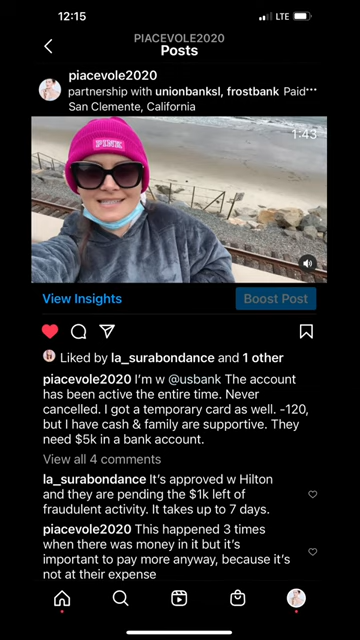 12:15
LTE
PIACEVOLE2020
Posts
piacevole2020
partnership with unionbanksl, frostbank Paid•••
San Clemente, California
PINK
1:43
View Insights
Boost Post
Liked by la_surabondance and 1 other
piacevole2020 I'm w @usbank The account
has been active the entire time. Never
cancelled. I got a temporary card as well. -120,
but I have cash & family are supportive. They
need $5k in a bank account.
View all 4 comments
la_surabondance It's approved w Hilton
and they are pending the $1k left of
fraudulent activity. It takes up to 7 days.
piacevole2020 This happened 3 times
when there was money in it but it's
important to pay more anyway, because it's
not at their expense